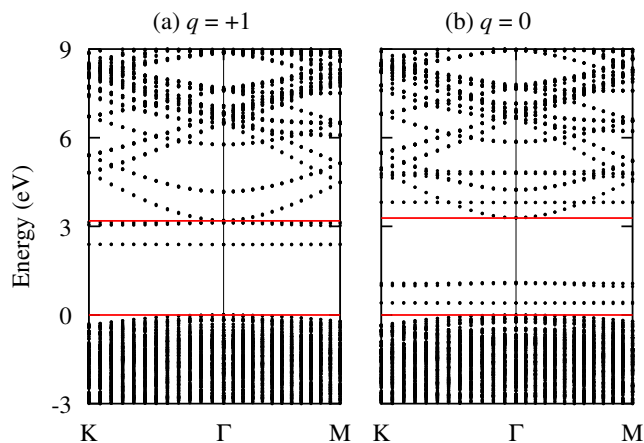 (a) q = +1
(b) q = 0
Energy (eV)
9
6
3
0
-3
K
Γ
M
K
Γ
M